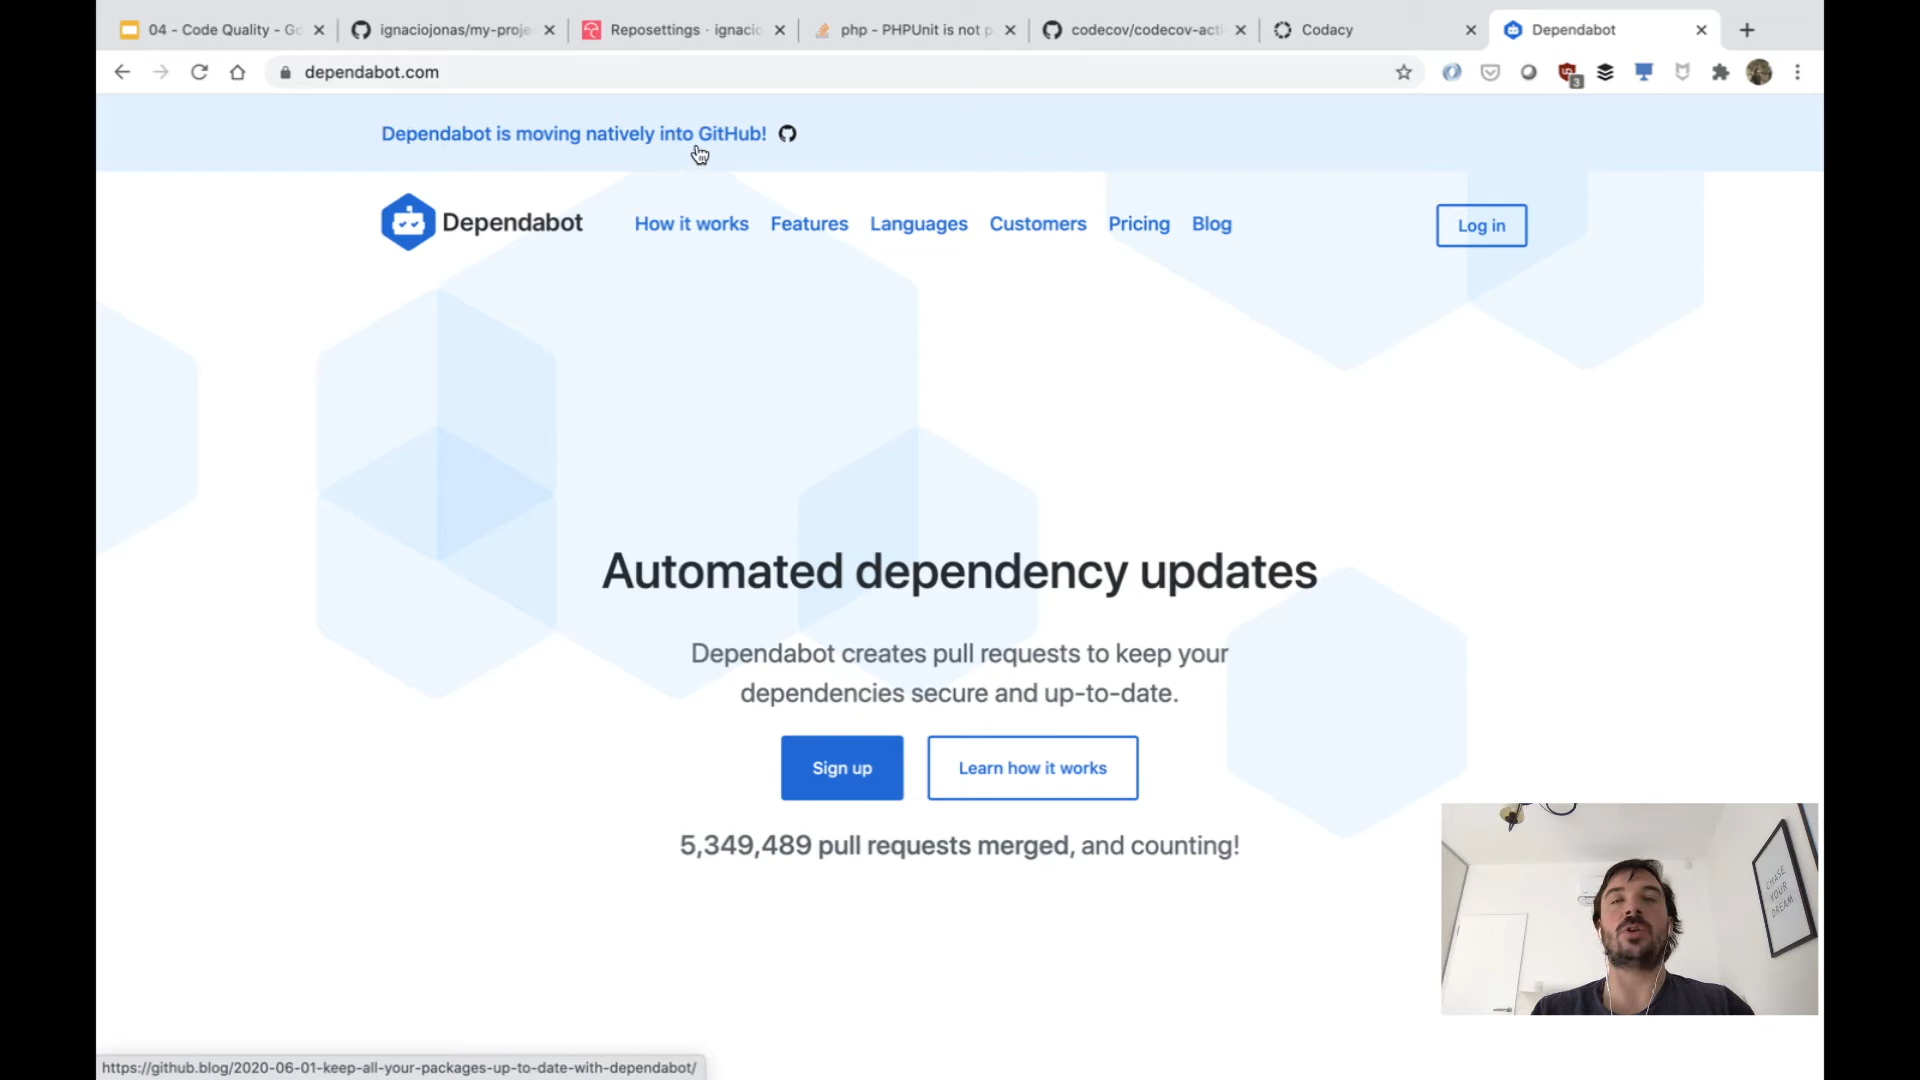 04 - Code Quality - Go
ignaciojonas/my-proje
Reposettings · ignacio
php - PHPUnit is not p
codecov/codecov-acti
Codacy
Dependabot
dependabot.com
3
Dependabot is moving natively into GitHub!
Dependabot
How it works
Features
Languages
Customers
Pricing
Blog
Log in
Automated dependency updates
Dependabot creates pull requests to keep your
dependencies secure and up-to-date.
Sign up
Learn how it works
5,349,489 pull requests merged, and counting!
CHASE
YOUR
DREAM
https://github.blog/2020-06-01-keep-all-your-packages-up-to-date-with-dependabot/